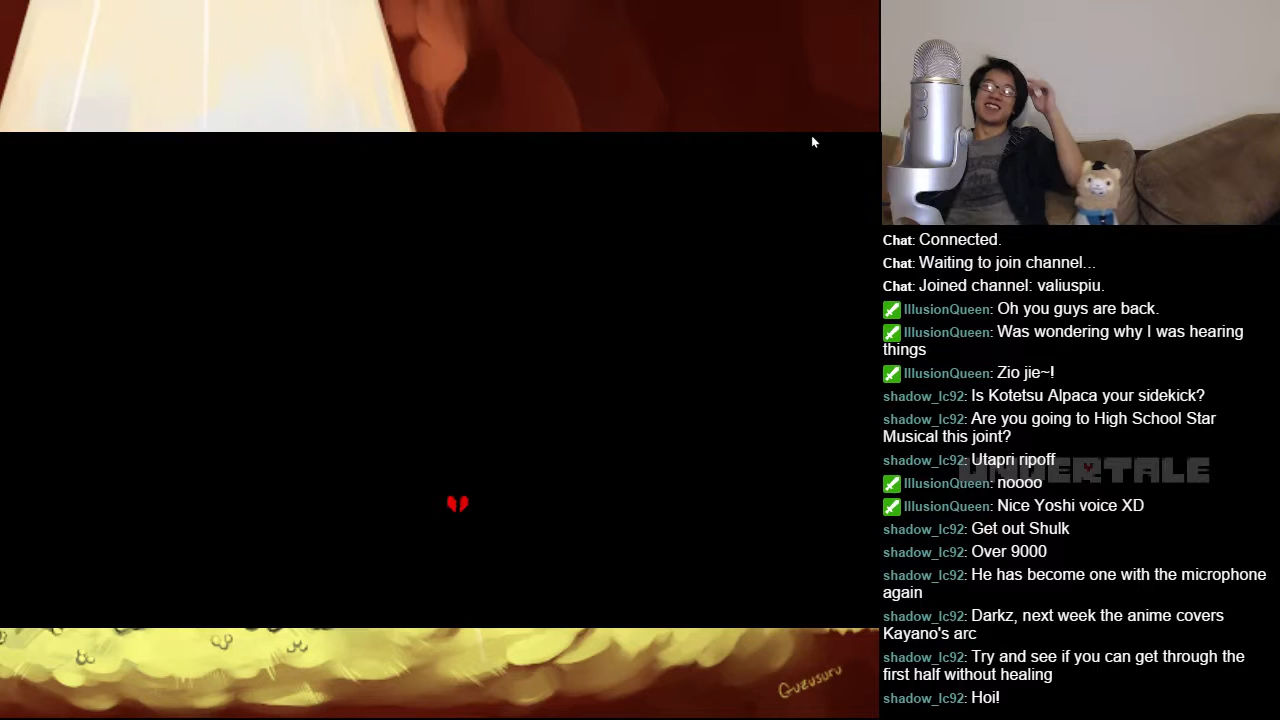 Chat: Connected.
Chat: Waiting to join channel...
Chat: Joined channel: valiuspiu.
IllusionQueen: Oh you guys are back.
IllusionQueen: Was wondering why I was hearing
things
IllusionQueen: Zio jie~!
shadow_lc92: Is Kotetsu Alpaca your sidekick?
shadow_lc92: Are you going to High School Star
Musical this joint?
shadow_lc92: Utapri ripoff
UNDERTALE
IllusionQueen: noooo
IllusionQueen: Nice Yoshi voice XD
shadow_lc92: Get out Shulk
shadow_lc92: Over 9000
shadow_lc92: He has become one with the microphone
again
shadow_lc92: Darkz, next week the anime covers
Kayano's arc
shadow_lc92: Try and see if you can get through the
first half without healing
shadow_lc92: Hoi!
Guzusuru